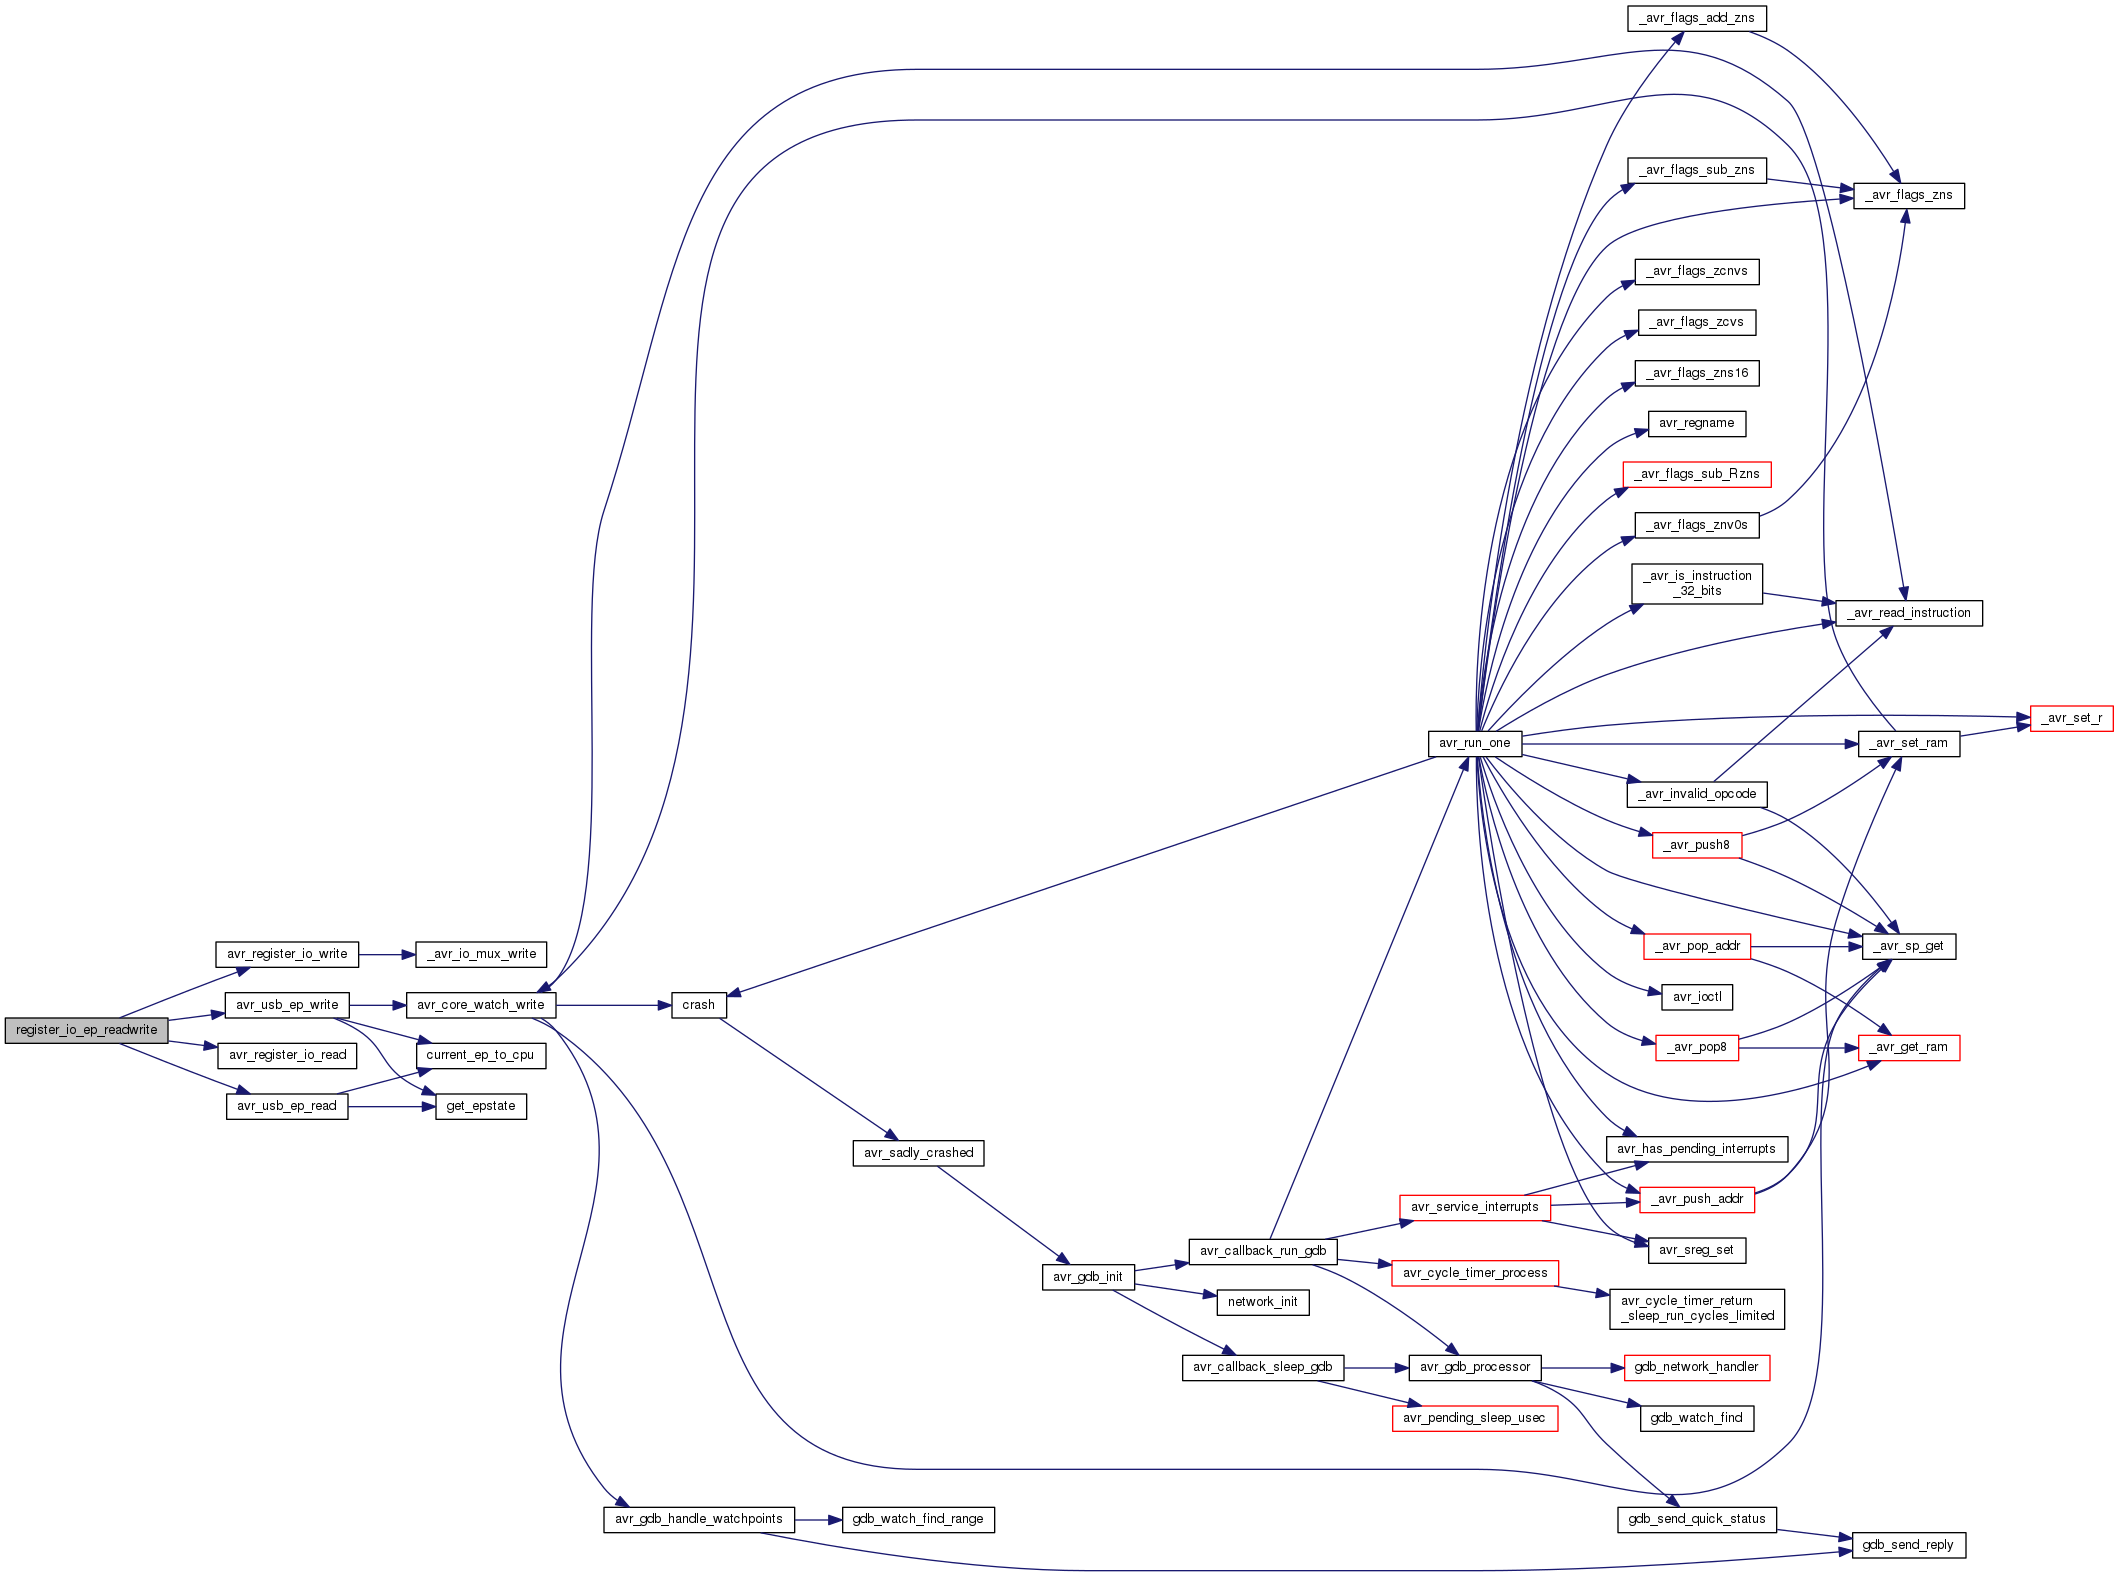 _avr_flags_add_zns
_avr_flags_sub_zns
_avr_flags_zns
_avr_flags_zcnvs
_avr_flags_zcvs
_avr_flags_zns16
avr_regname
_avr_flags_sub_Rzns
_avr_flags_znv0s
_avr_is_instruction
_32_bits
_avr_read_instruction
_avr_set_r
avr_run_one
_avr_set_ram
_avr_invalid_opcode
_avr_push8
_avr_pop_addr
_avr_sp_get
avr_register_io_write
_avr_io_mux_write
avr_usb_ep_write
avr_core_watch_write
crash
avr_ioctl
register_io_ep_readwrite
avr_register_io_read
current_ep_to_cpu
_avr_pop8
_avr_get_ram
avr_usb_ep_read
get_epstate
avr_sadly_crashed
avr_has_pending_interrupts
avr_service_interrupts
_avr_push_addr
avr_callback_run_gdb
avr_sreg_set
avr_gdb_init
avr_cycle_timer_process
network_init
avr_cycle_timer_return
_sleep_run_cycles_limited
avr_callback_sleep_gdb
avr_gdb_processor
gdb_network_handler
avr_pending_sleep_usec
gdb_watch_find
avr_gdb_handle_watchpoints
gdb_watch_find_range
gdb_send_quick_status
gdb_send_reply